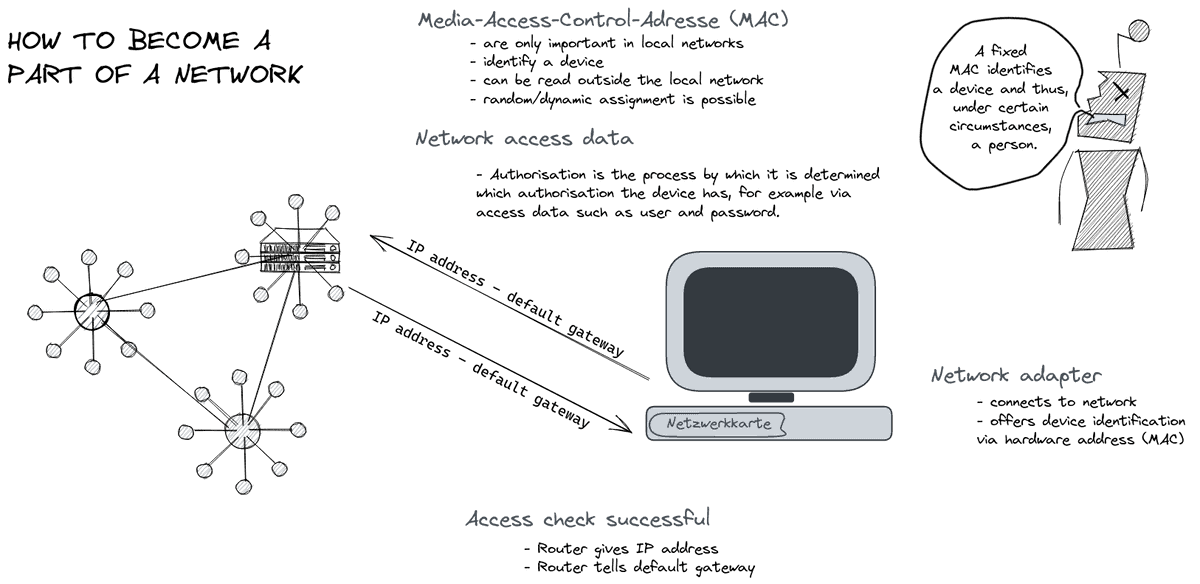 HOW TO BECOME A
PART OF A NETWORK
Media-Access-Control-Adresse (MAC)
- are only important in local networks
- identify a device
- can be read outside the local network
- random/dynamic assignment is possible
A fixed
MAC identifies
a device and thus,
under certain
circumstances,
a person.
Network access data
- Authorisation is the process by which it is determined
which authorisation the device has, for example via
access data such as user and password.
IP address - default gateway
IP address - default gateway
Netzwerkkarte
Network adapter
- connects to network
- offers device identification
via hardware address (MAC)
Access check successful
- Router gives IP address
- Router tells default gateway